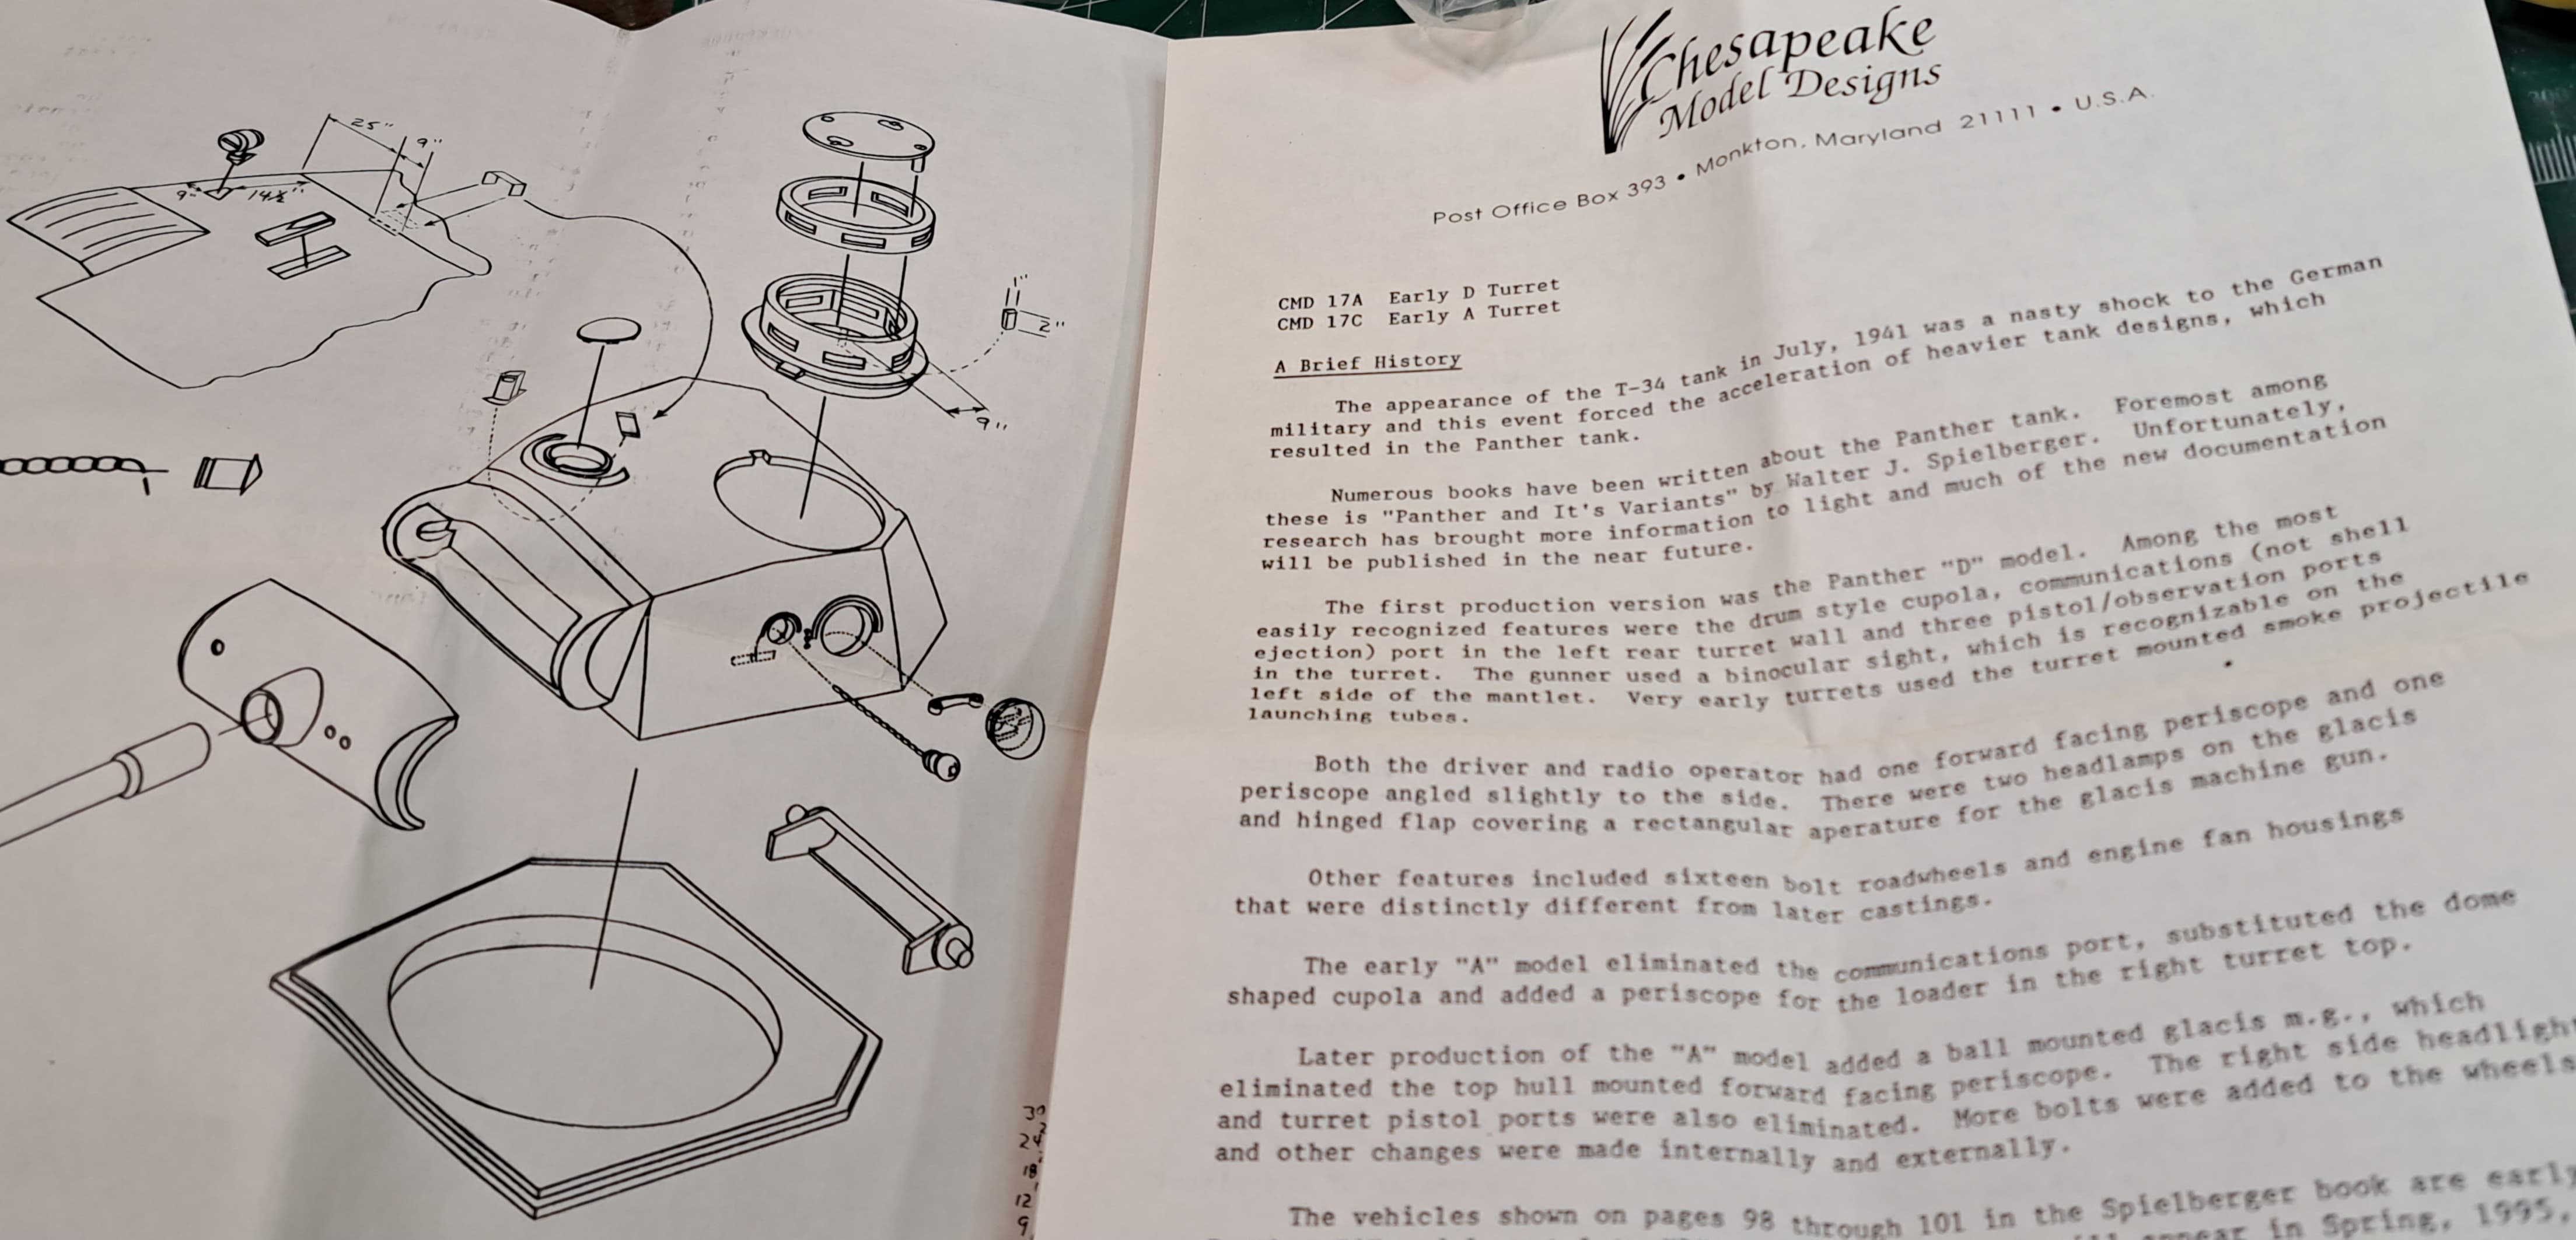 25"
9"
9"
14½"
1"
2"
9"
30
24
18
12
9
Chesapeake
Model Designs
Post Office Box 393 • Monkton, Maryland 21111 • U.S.A.
CMD 17A Early D Turret
CMD 17C Early A Turret
A Brief History
The appearance of the T-34 tank in July, 1941 was a nasty shock to the German
military and this event forced the acceleration of heavier tank designs, which
resulted in the Panther tank.
Numerous books have been written about the Panther tank. Foremost among
these is "Panther and It's Variants" by Walter J. Spielberger. Unfortunately,
research has brought more information to light and much of the new documentation
will be published in the near future.
The first production version was the Panther "D" model. Among the most
easily recognized features were the drum style cupola, communications (not shell
ejection) port in the left rear turret wall and three pistol/observation ports
in the turret. The gunner used a binocular sight, which is recognizable on the
left side of the mantlet. Very early turrets used the turret mounted smoke projectile
launching tubes.
Both the driver and radio operator had one forward facing periscope and one
periscope angled slightly to the side. There were two headlamps on the glacis
and hinged flap covering a rectangular aperature for the glacis machine gun.
Other features included sixteen bolt roadwheels and engine fan housings
that were distinctly different from later castings.
The early "A" model eliminated the communications port, substituted the dome
shaped cupola and added a periscope for the loader in the right turret top.
Later production of the "A" model added a ball mounted glacis m.g., which
eliminated the top hull mounted forward facing periscope. The right side headlight
and turret pistol ports were also eliminated. More bolts were added to the wheels
and other changes were made internally and externally.
The vehicles shown on pages 98 through 101 in the Spielberger book are early
appear in Spring, 1995,